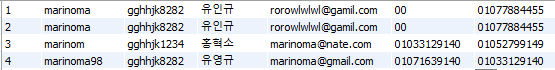 1 marinoma gghhjk8282 유인규 rorowlwlwl@gamil.com 00 01077884455
2 marinoma gghhjk8282 유인규 rorowlwlwl@gamil.com 00 01077884455
3 marinom gghhjk1234 홍혁소 marinoma@nate.com 01033129140 01052799149
4 marinoma98 gghhjk8282 유영규 marinoma@gmail.com 01071639140 01033129140